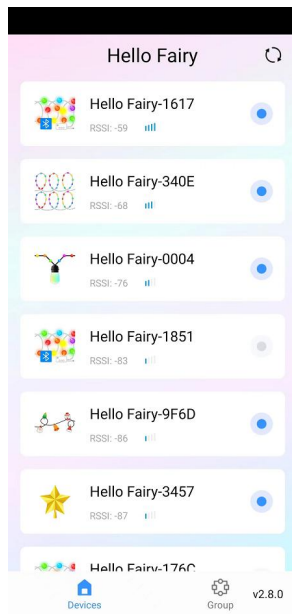 Hello Fairy
Hello Fairy-1617
RSSI: -59
Hello Fairy-340E
RSSI: -68
Hello Fairy-0004
RSSI: -76
Hello Fairy-1851
RSSI: -83
Hello Fairy-9F6D
RSSI: -86
Hello Fairy-3457
RSSI: -87
Hello Fairy-176C
Devices
Group
v2.8.0